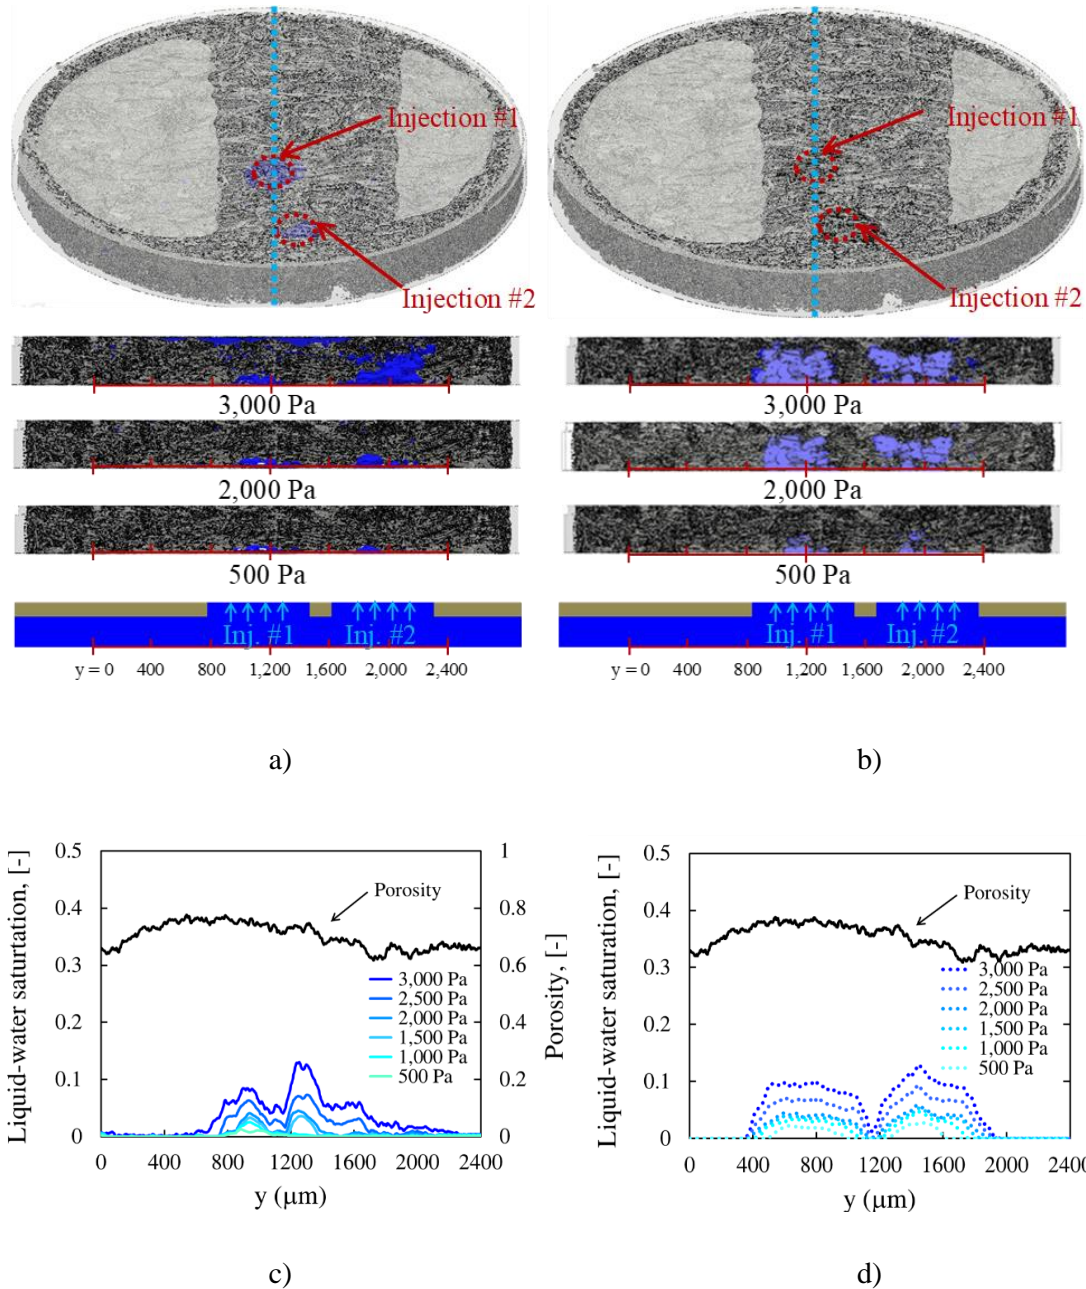 Injection #1
Injection #2
Injection #1
Injection #2
3,000 Pa
2,000 Pa
500 Pa
Inj. #1 Inj. #2
y = 0 400 800 1,200 1,600 2,000 2,400
3,000 Pa
2,000 Pa
500 Pa
Inj. #1 Inj. #2
y = 0 400 800 1,200 1,600 2,000 2,400
a)
b)
Liquid-water saturtation, [-]
0.5
0.4
0.3
0.2
0.1
0
1
0.8
0.6
0.4
0.2
0
Porosity, [-]
Porosity
3,000 Pa
2,500 Pa
2,000 Pa
1,500 Pa
1,000 Pa
500 Pa
0 400 800 1200 1600 2000 2400
y (μm)
Liquid-water saturation, [-]
0.5
0.4
0.3
0.2
0.1
0
Porosity
3,000 Pa
2,500 Pa
2,000 Pa
1,500 Pa
1,000 Pa
500 Pa
0 400 800 1200 1600 2000 2400
y (μm)
c)
d)